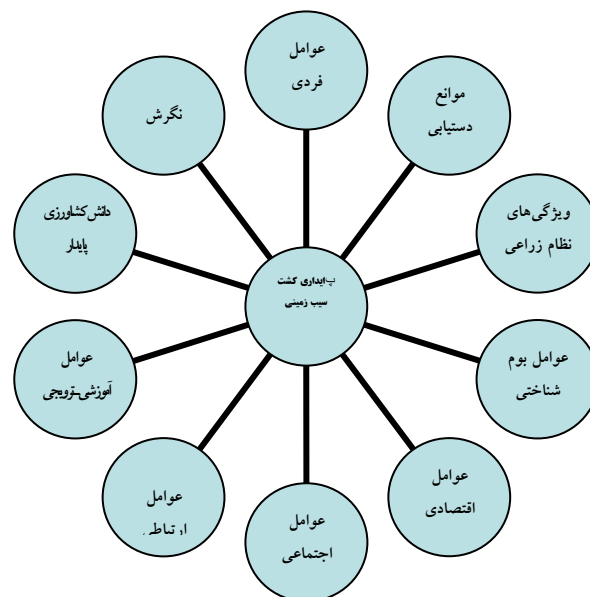 عوامل
فردی
موانع
دستیابی
ویژگی‌های
نظام زراعی
عوامل بوم
شناختی
عوامل
اقتصادی
عوامل
اجتماعی
عوامل
ارتباطی
عوامل
آموزشی-ترویجی
دانش کشاورزی
پایدار
نگرش
پایداری کشت
سیب زمینی